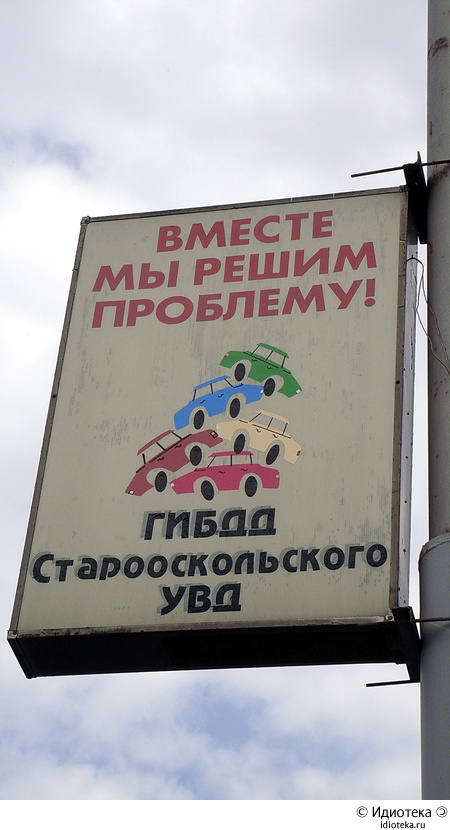 ВМЕСТЕ
МЫ РЕШИМ
ПРОБЛЕМУ!
ГИБДД
Старооскольского
УВД
© Идиотека
idioteka.ru